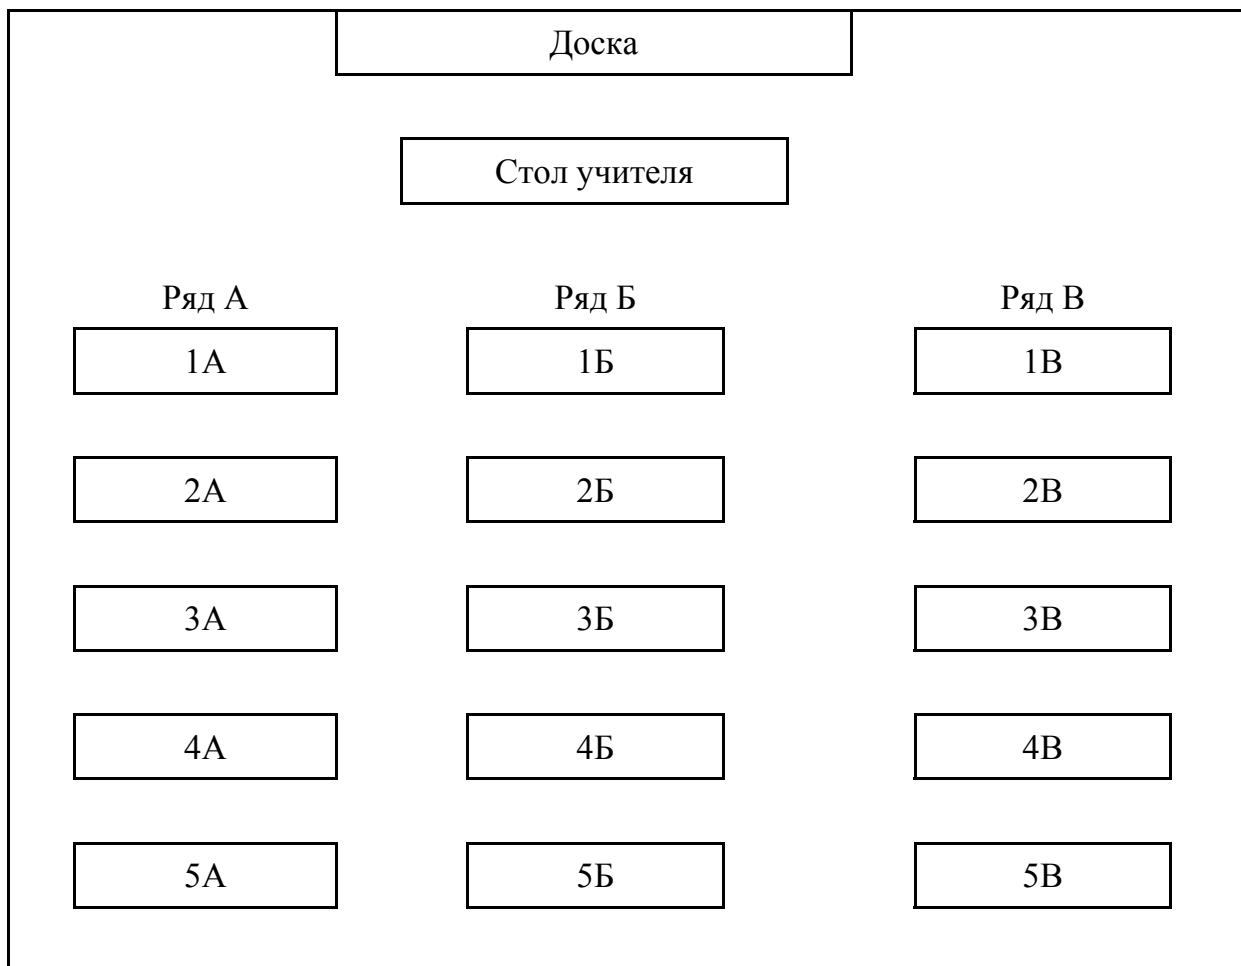 Доска
Стол учителя
Ряд А Ряд Б Ряд В
1А 1Б 1В
2А 2Б 2В
3А 3Б 3В
4А 4Б 4В
5А 5Б 5В